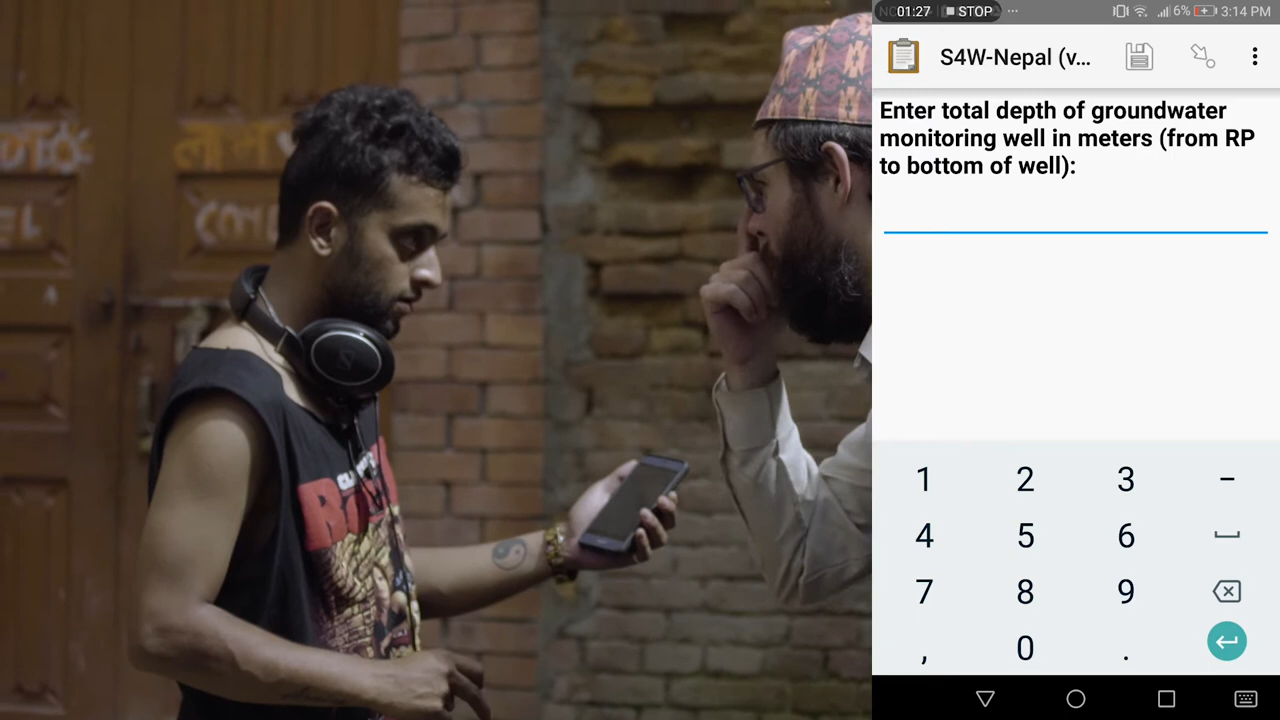 01:27 STOP ... 6% 3:14 PM
S4W-Nepal (v...
Enter total depth of groundwater
monitoring well in meters (from RP
to bottom of well):
1 2 3 -
4 5 6
7 8 9
, 0 .